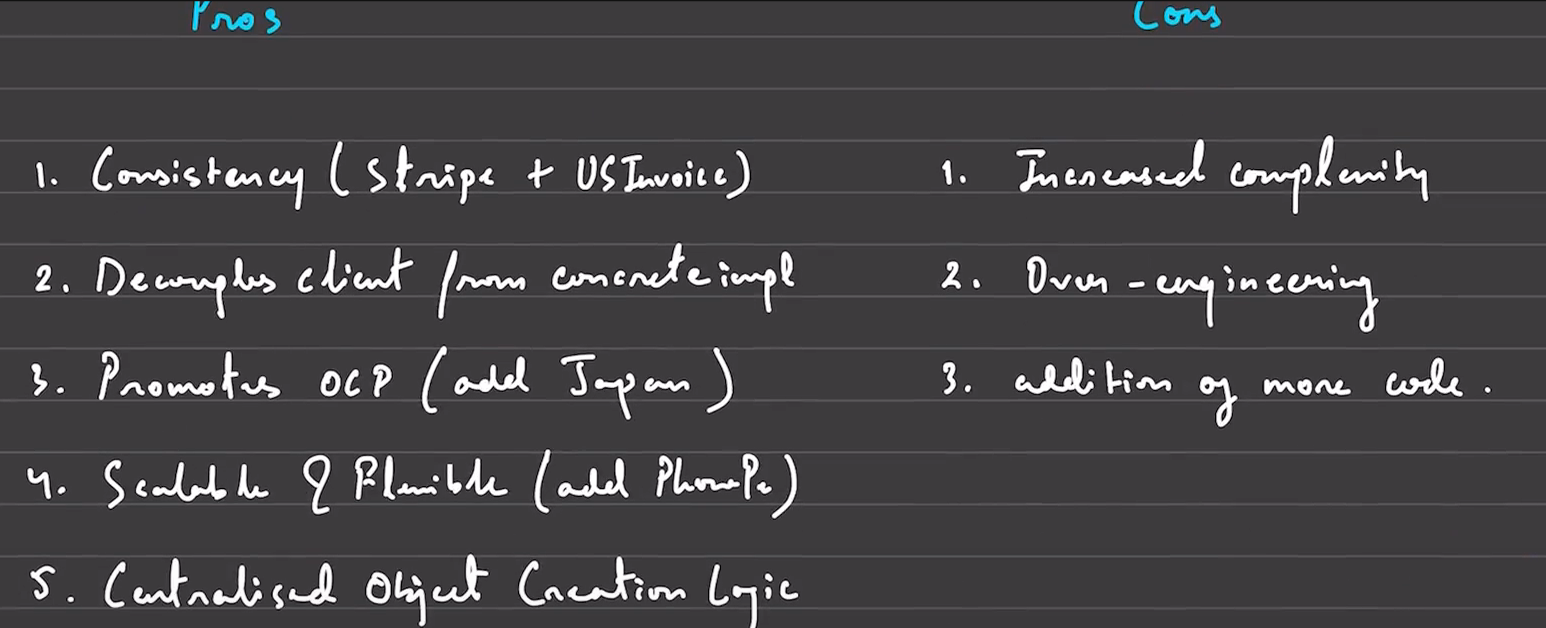 Pros
Cons
1. Consistency (Stripe + USInvoice)
2. Decouples client from concrete impl
3. Promotes OCP (add Japan)
4. Scalable & Flexible (add PhonePe)
5. Centralised Object Creation Logic
1. Increased complexity
2. Over-engineering
3. addition of more code.